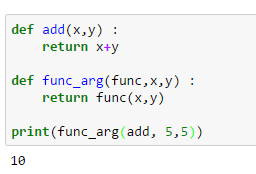 def add(x,y) :
    return x+y

def func_arg(func,x,y) :
    return func(x,y)

print(func_arg(add, 5,5))
10